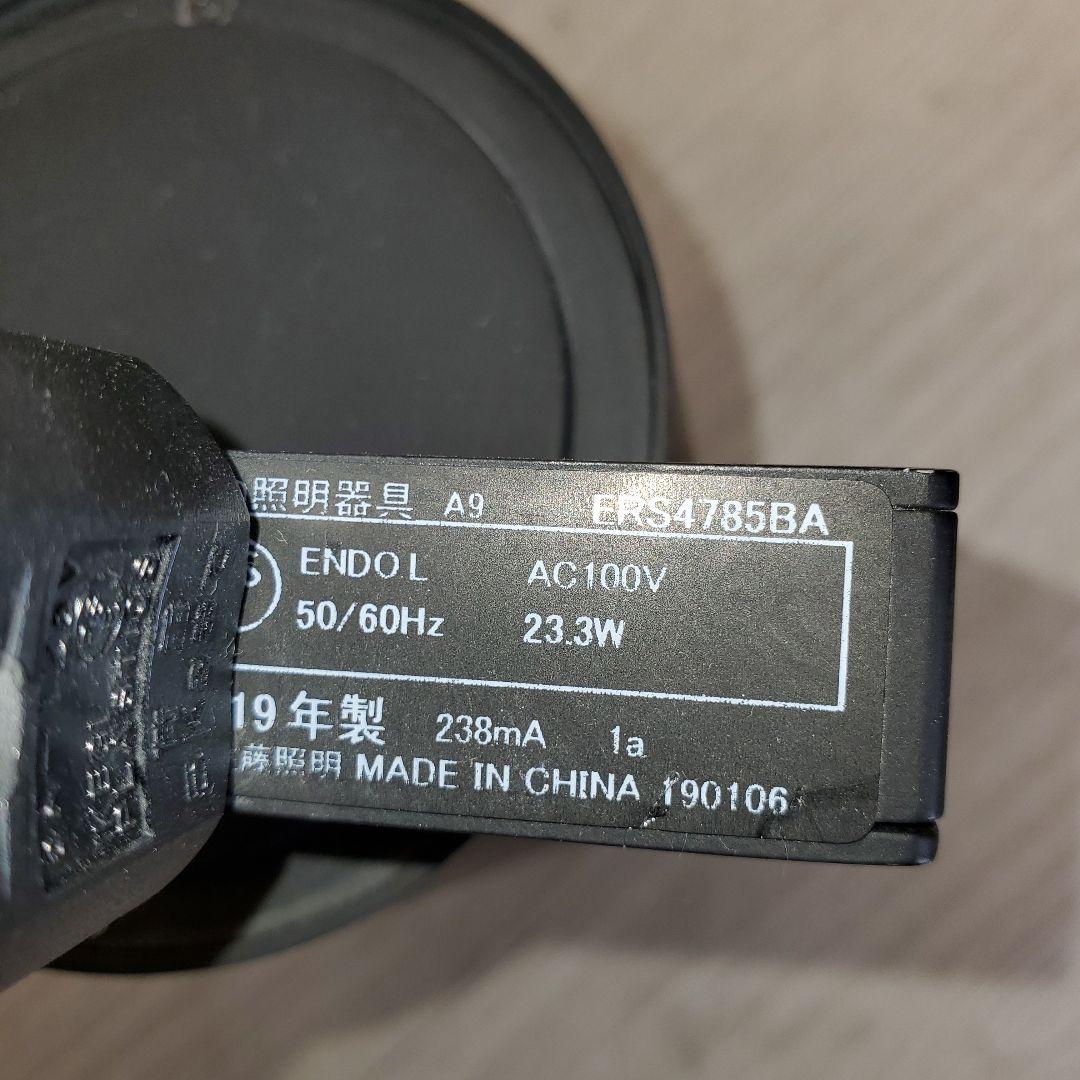 照明器具 A9 ERS4785BA
ENDO.L AC100V
50/60Hz 23.3W
19年製 238mA 1a
藤照明 MADE IN CHINA 190106